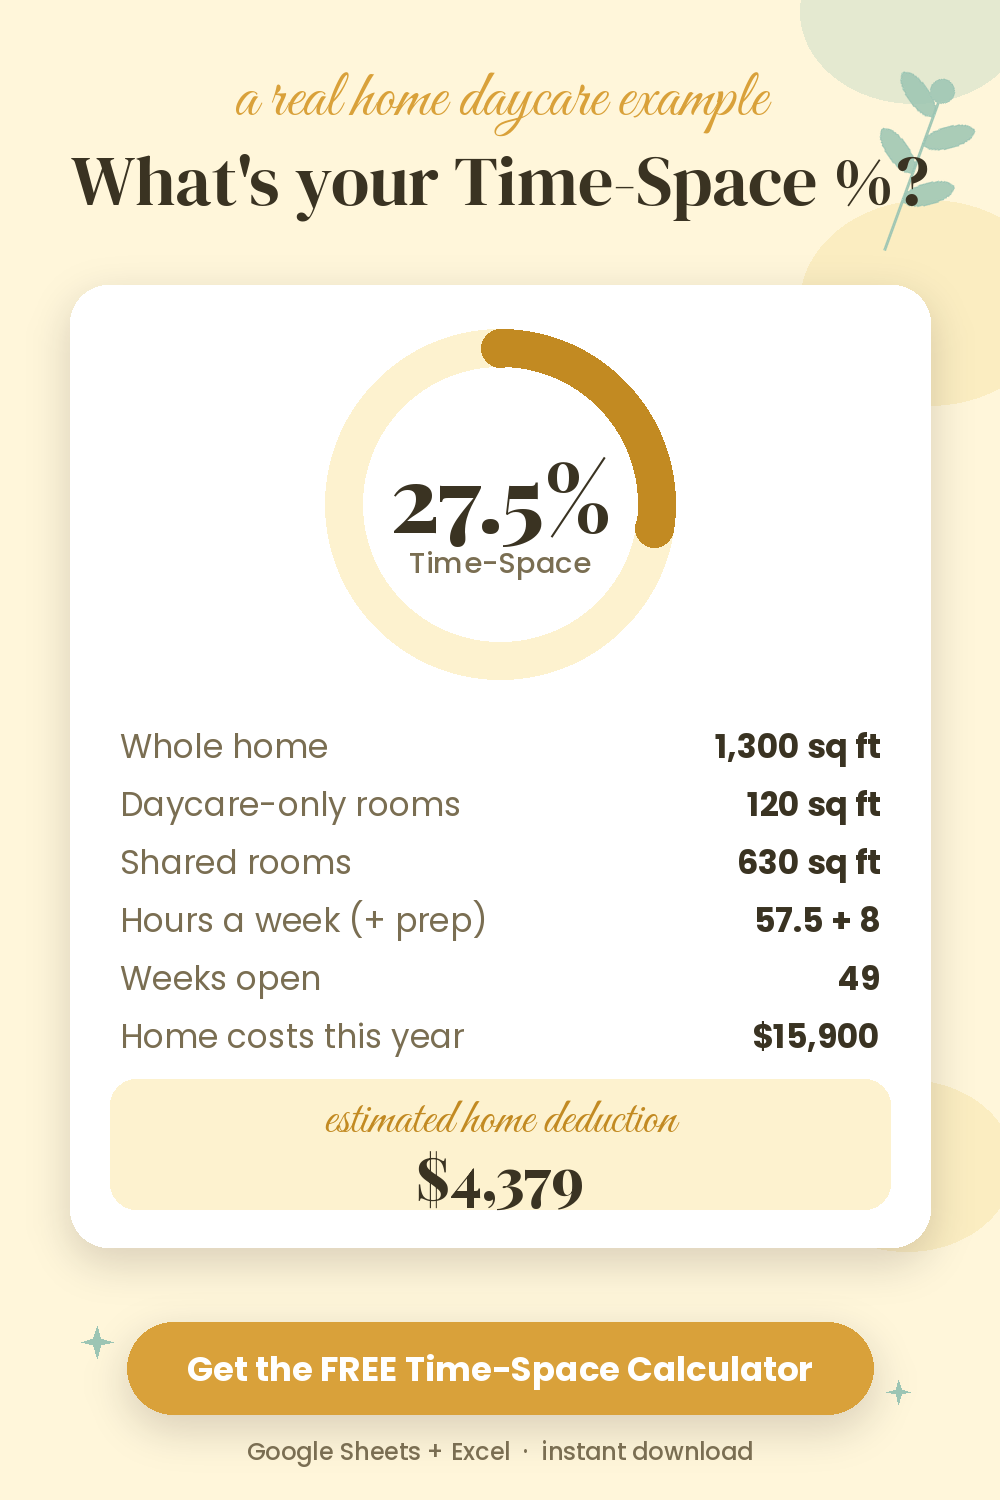 a real home daycare example
What's your Time-Space %?
27.5%
Time-Space
Whole home 1,300 sq ft
Daycare-only rooms 120 sq ft
Shared rooms 630 sq ft
Hours a week (+ prep) 57.5 + 8
Weeks open 49
Home costs this year $15,900
estimated home deduction
$4,379
Get the FREE Time-Space Calculator
Google Sheets + Excel · instant download